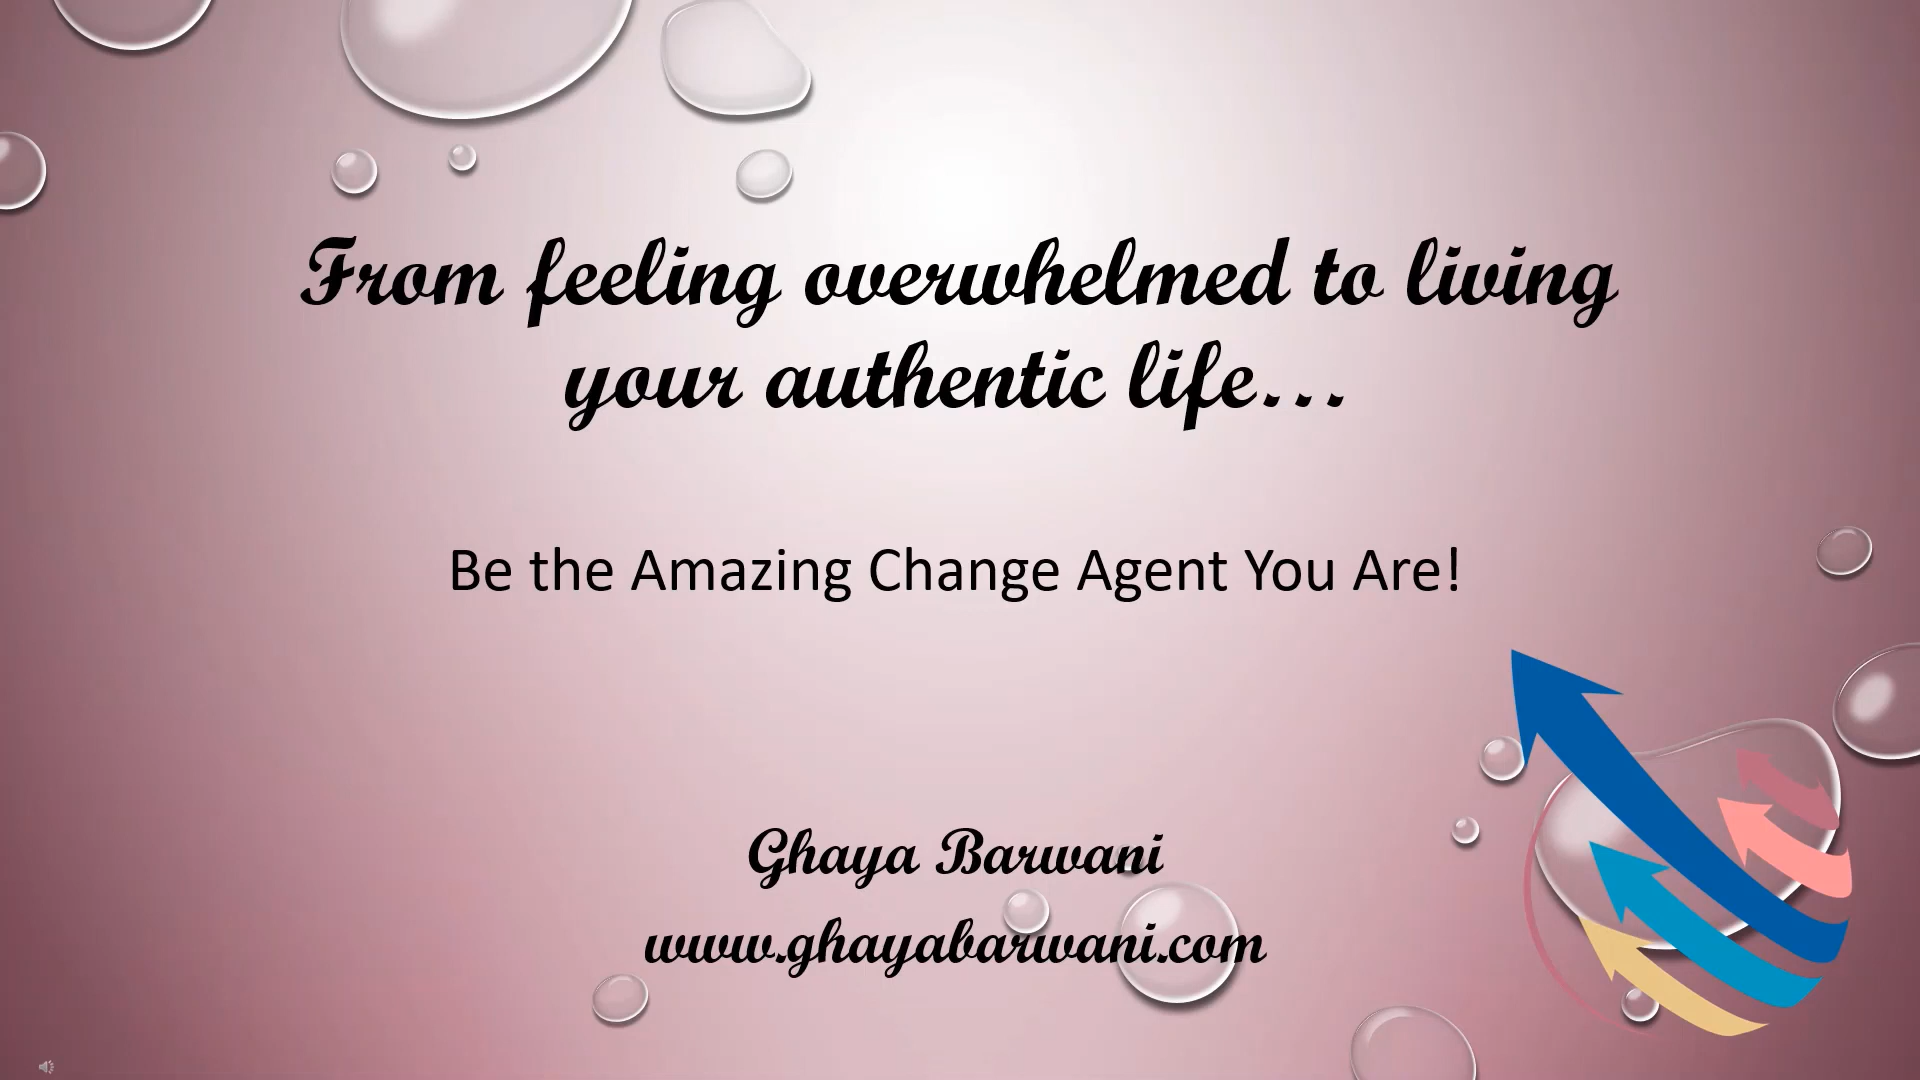 From feeling overwhelmed to living
your authentic life...
Be the Amazing Change Agent You Are!
Ghaya Barwani
www.ghayabarwani.com